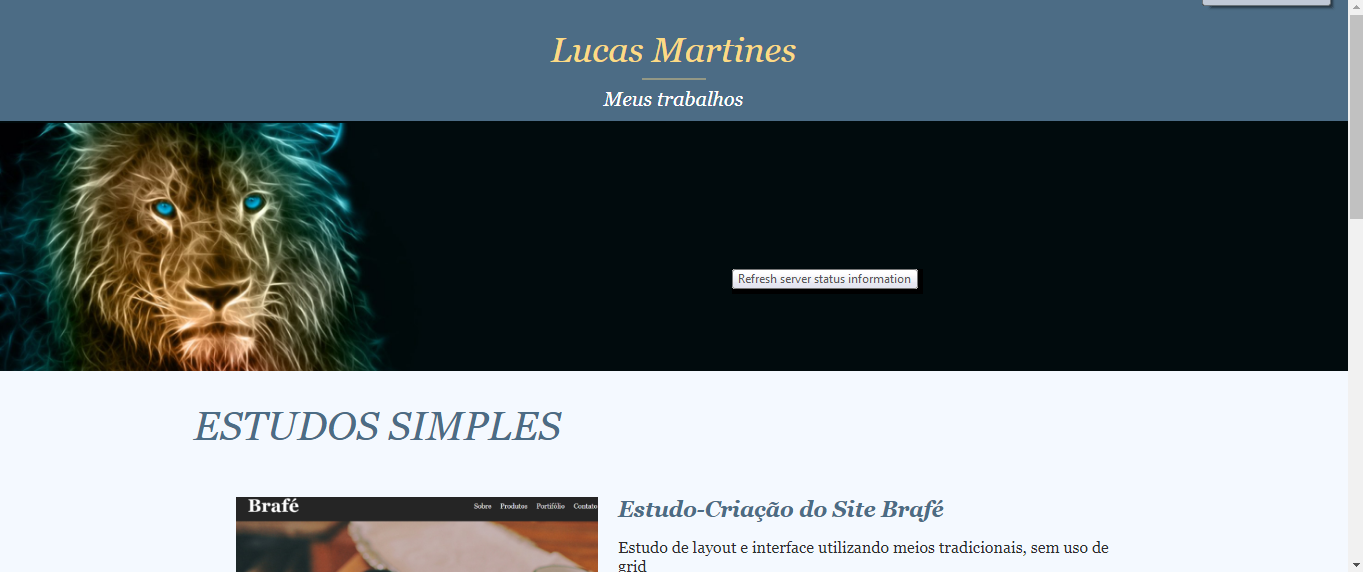 Lucas Martines
Meus trabalhos
Refresh server status information
ESTUDOS SIMPLES
Brafé
Sobre Produtos Portifólio Contato
Estudo-Criação do Site Brafé
Estudo de layout e interface utilizando meios tradicionais, sem uso de
grid